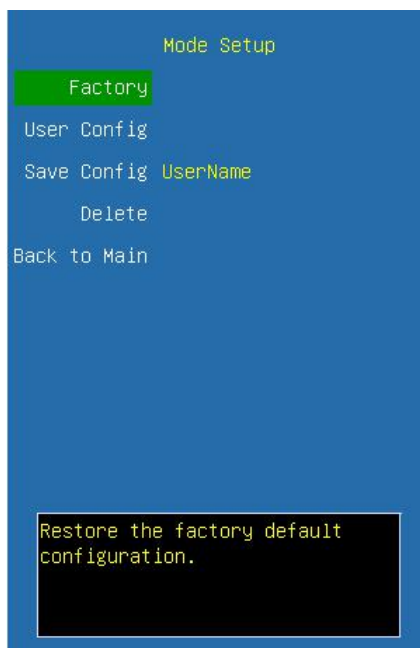 Mode Setup
Factory
User Config
Save Config UserName
Delete
Back to Main
Restore the factory default
configuration.